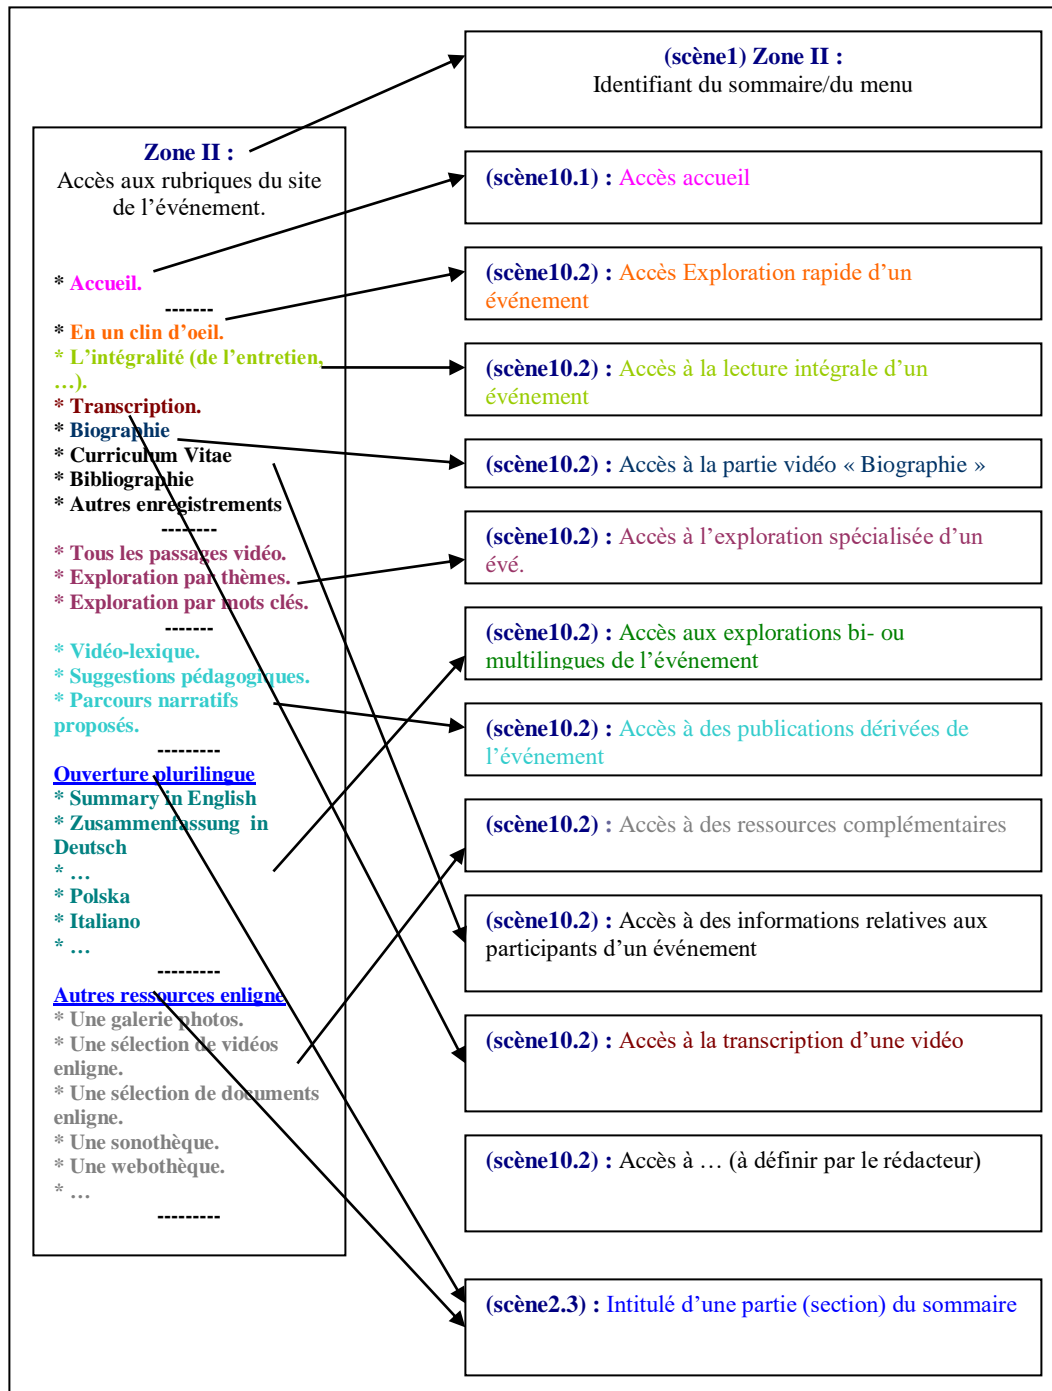 (scène1) Zone II :
Identifiant du sommaire/du menu
Zone II :
Accès aux rubriques du site
de l’événement.
* Accueil.
-------
* En un clin d’oeil.
* L’intégralité (de l’entretien,
…).
* Transcription.
* Biographie
* Curriculum Vitae
* Bibliographie
* Autres enregistrements
--------
* Tous les passages vidéo.
* Exploration par thèmes.
* Exploration par mots clés.
-------
* Vidéo-lexique.
* Suggestions pédagogiques.
* Parcours narratifs
proposés.
---------
Ouverture plurilingue
* Summary in English
* Zusammenfassung in
Deutsch
* …
* Polska
* Italiano
* …
---------
Autres ressources enligne
* Une galerie photos.
* Une sélection de vidéos
enligne.
* Une sélection de documents
enligne.
* Une sonothèque.
* Une webothèque.
* …
---------
(scène10.1) : Accès accueil
(scène10.2) : Accès Exploration rapide d’un
événement
(scène10.2) : Accès à la lecture intégrale d’un
événement
(scène10.2) : Accès à la partie vidéo « Biographie »
(scène10.2) : Accès à l’exploration spécialisée d’un
évé.
(scène10.2) : Accès aux explorations bi- ou
multilingues de l’événement
(scène10.2) : Accès à des publications dérivées de
l’événement
(scène10.2) : Accès à des ressources complémentaires
(scène10.2) : Accès à des informations relatives aux
participants d’un événement
(scène10.2) : Accès à la transcription d’une vidéo
(scène10.2) : Accès à … (à définir par le rédacteur)
(scène2.3) : Intitulé d’une partie (section) du sommaire